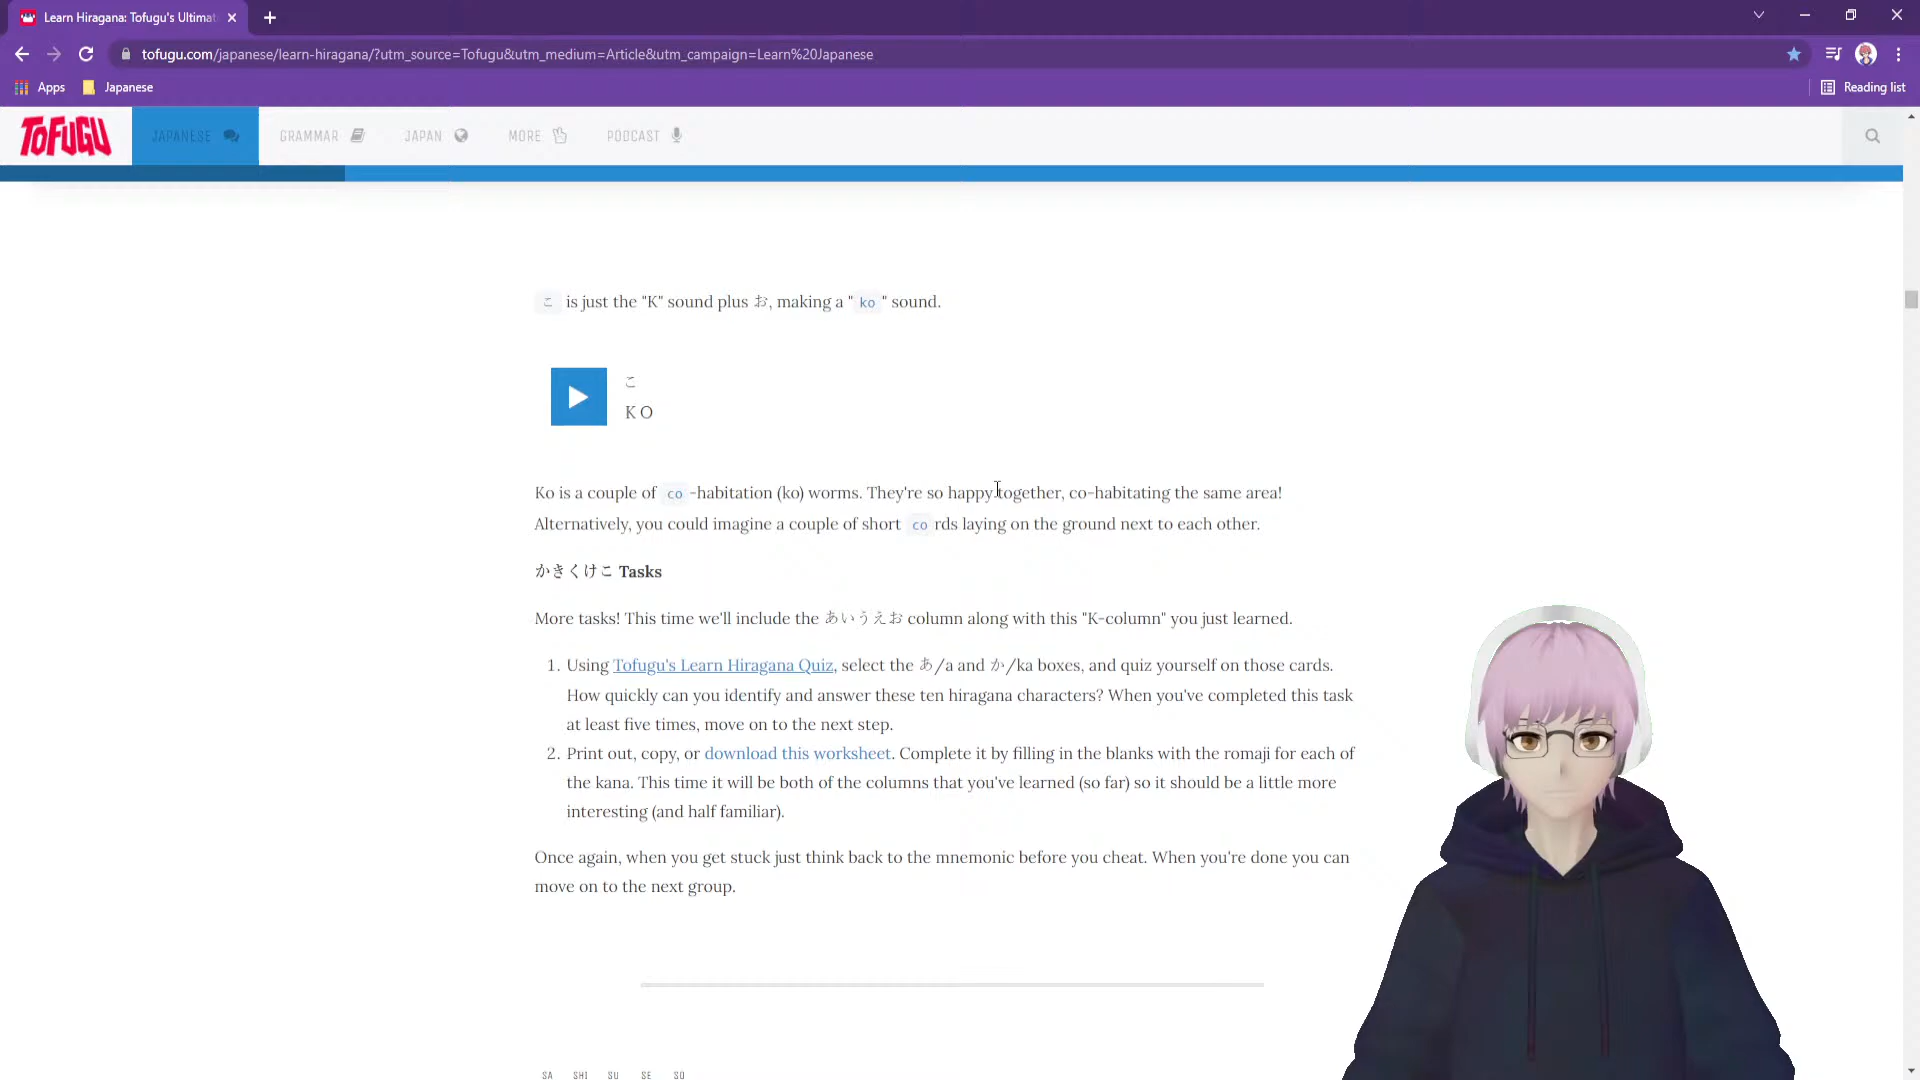 Learn Hiragana: Tofugu's Ultimat
tofugu.com/japanese/learn-hiragana/?utm_source=Tofugu&utm_medium=Article&utm_campaign=Learn%20Japanese
Apps
Japanese
Reading list
TOFUGU
JAPANESE
GRAMMAR
JAPAN
MORE
PODCAST
こ is just the "K" sound plus お, making a " ko " sound.
こ
KO
Ko is a couple of co -habitation (ko) worms. They're so happy together, co-habitating the same area!
Alternatively, you could imagine a couple of short co rds laying on the ground next to each other.
かきくけこ Tasks
More tasks! This time we'll include the あいうえお column along with this "K-column" you just learned.
1. Using Tofugu's Learn Hiragana Quiz, select the あ/a and か/ka boxes, and quiz yourself on those cards.
How quickly can you identify and answer these ten hiragana characters? When you've completed this task
at least five times, move on to the next step.
2. Print out, copy, or download this worksheet. Complete it by filling in the blanks with the romaji for each of
the kana. This time it will be both of the columns that you've learned (so far) so it should be a little more
interesting (and half familiar).
Once again, when you get stuck just think back to the mnemonic before you cheat. When you're done you can
move on to the next group.
SA SHI SU SE SO